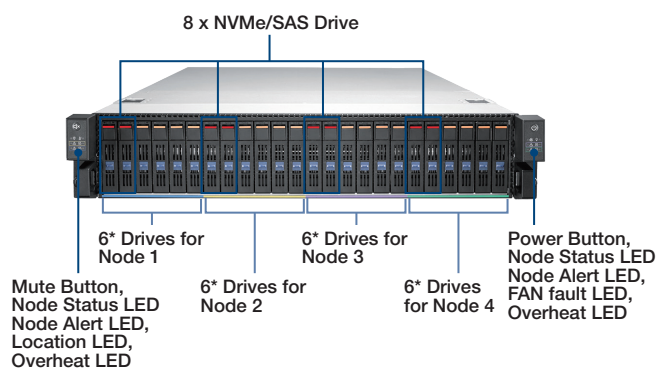 8 x NVMe/SAS Drive
6* Drives for
Node 1
6* Drives for
Node 2
6* Drives for
Node 3
6* Drives
for Node 4
Mute Button,
Node Status LED
Node Alert LED,
Location LED,
Overheat LED
Power Button,
Node Status LED
Node Alert LED,
FAN fault LED,
Overheat LED